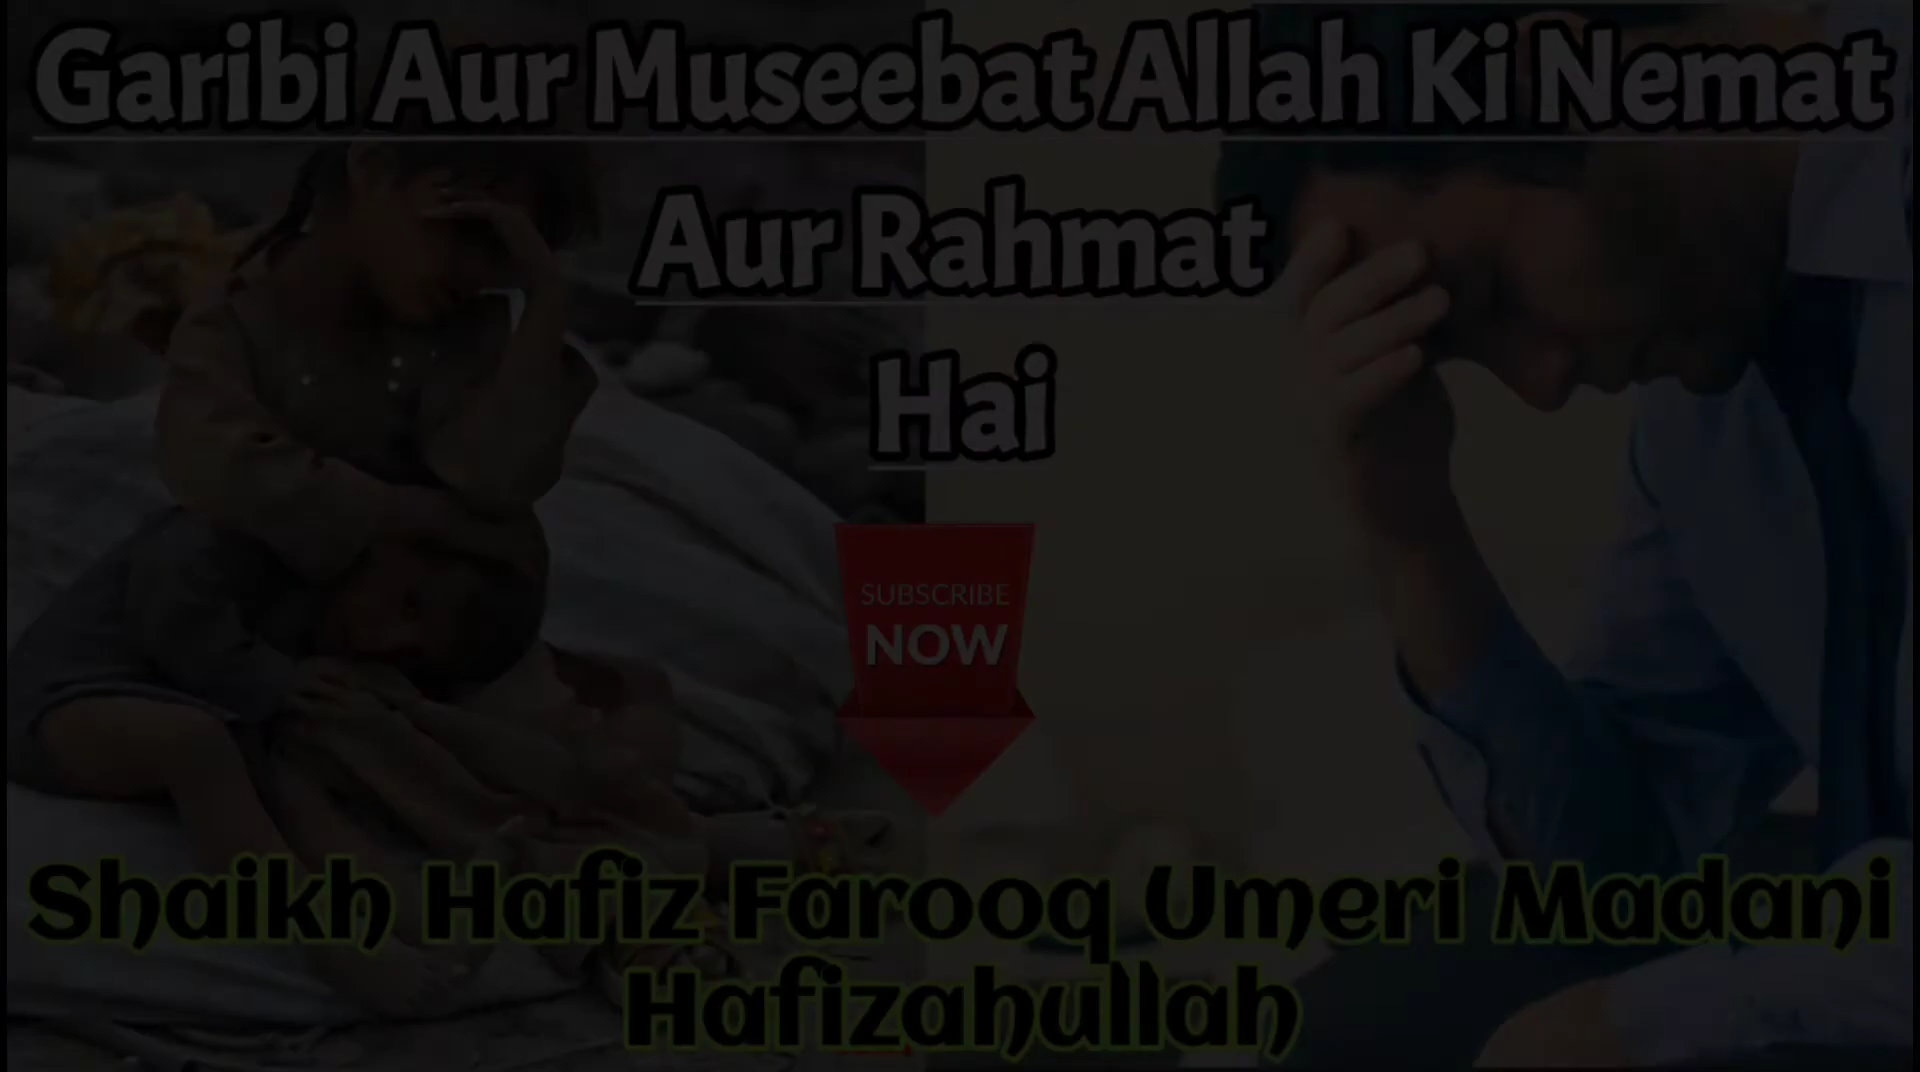 Garibi Aur Museebat Allah Ki Nemat
Aur Rahmat
Hai
SUBSCRIBE
NOW
Shaikh Hafiz Farooq Umeri Madani
Hafizahullah